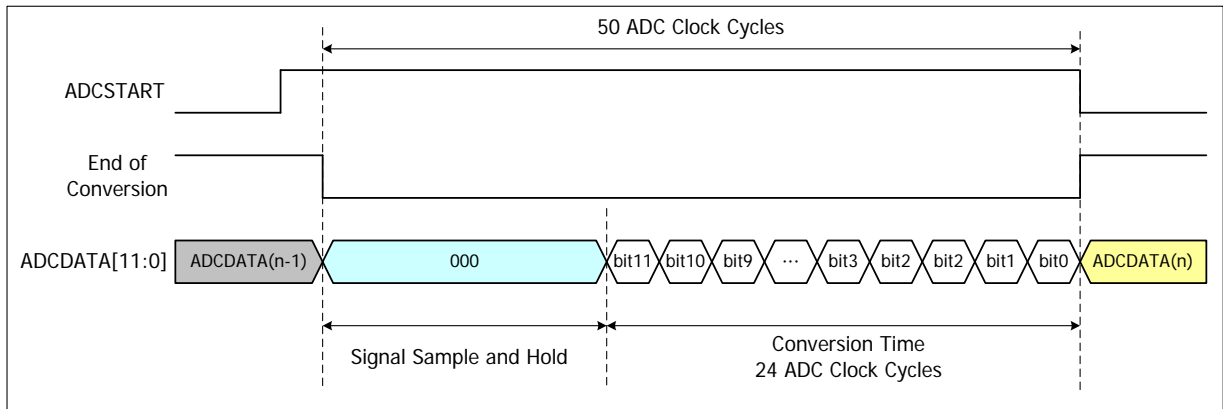 50 ADC Clock Cycles
ADCSTART
End of
Conversion
ADCDATA[11:0] ADCDATA(n-1) 000 bit11 bit10 bit9 ... bit3 bit2 bit2 bit1 bit0 ADCDATA(n)
Signal Sample and Hold
Conversion Time
24 ADC Clock Cycles